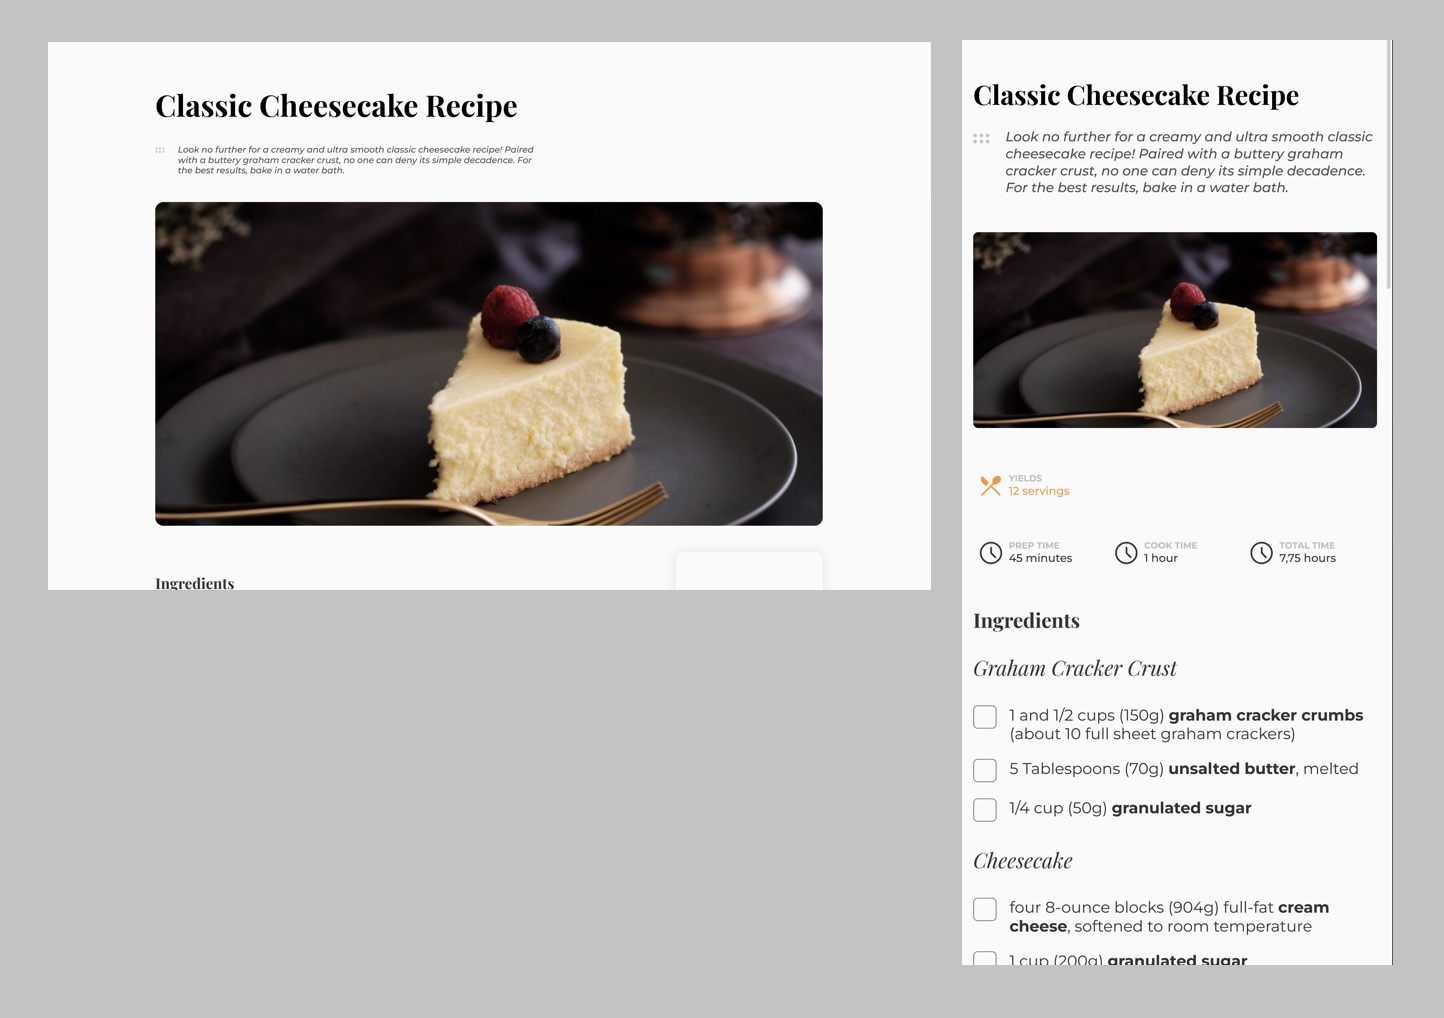 Classic Cheesecake Recipe
Look no further for a creamy and ultra smooth classic cheesecake recipe! Paired
with a buttery graham cracker crust, no one can deny its simple decadence. For
the best results, bake in a water bath.
Ingredients
Classic Cheesecake Recipe
Look no further for a creamy and ultra smooth classic
cheesecake recipe! Paired with a buttery graham
cracker crust, no one can deny its simple decadence.
For the best results, bake in a water bath.
YIELDS
12 servings
PREP TIME
45 minutes
COOK TIME
1 hour
TOTAL TIME
7,75 hours
Ingredients
Graham Cracker Crust
1 and 1/2 cups (150g) graham cracker crumbs
(about 10 full sheet graham crackers)
5 Tablespoons (70g) unsalted butter, melted
1/4 cup (50g) granulated sugar
Cheesecake
four 8-ounce blocks (904g) full-fat cream
cheese, softened to room temperature
1 cup (200g) granulated sugar